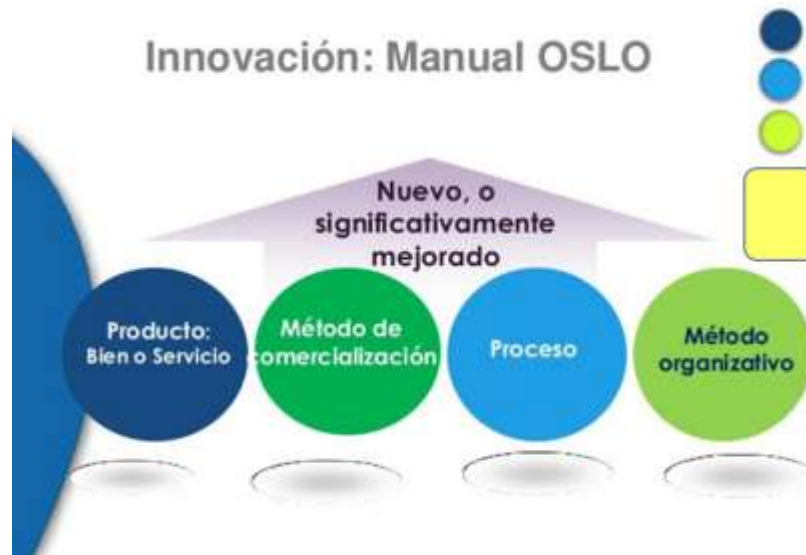 Innovación: Manual OSLO
Nuevo, o
significativamente
mejorado
Producto:
Bien o Servicio
Método de
comercialización
Proceso
Método
organizativo